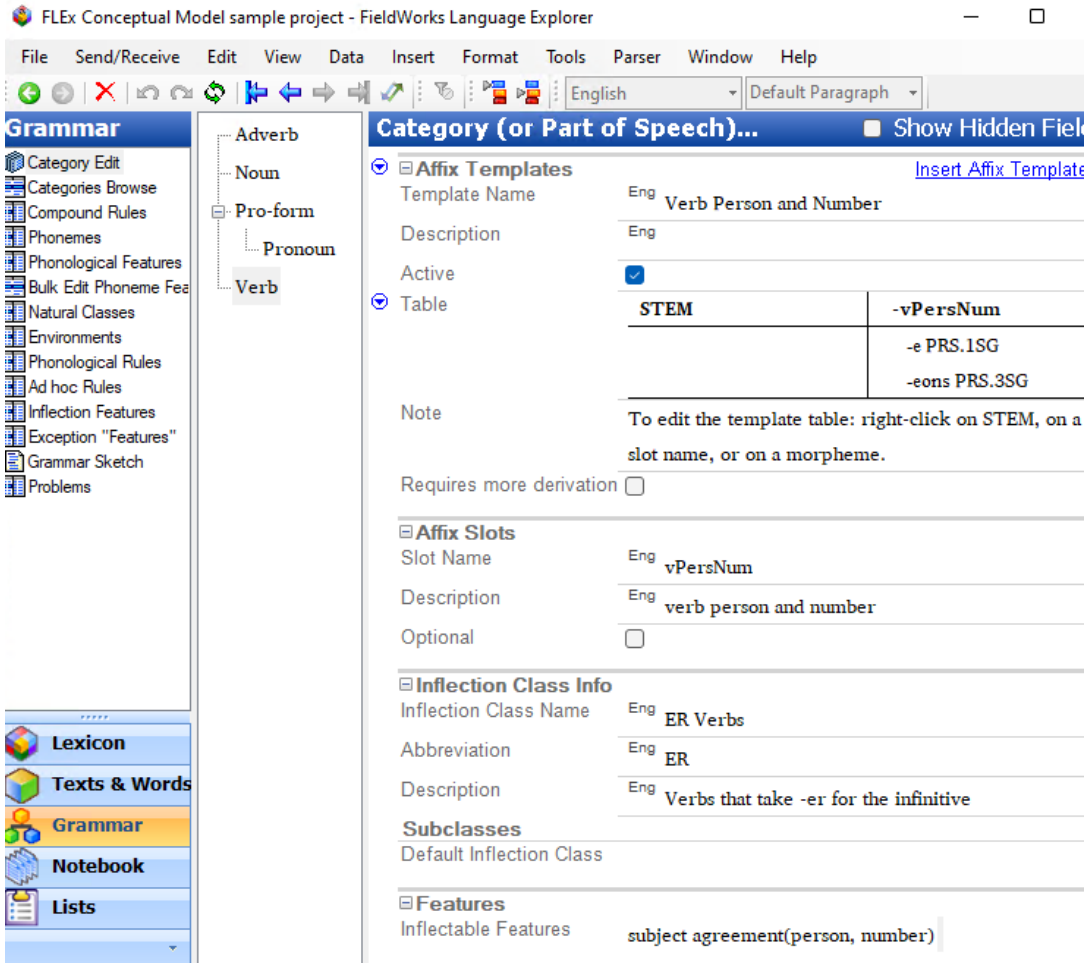 FLEx Conceptual Model sample project - FieldWorks Language Explorer
File Send/Receive Edit View Data Insert Format Tools Parser Window Help
English Default Paragraph
Grammar
Category Edit
Categories Browse
Compound Rules
Phonemes
Phonological Features
Bulk Edit Phoneme Fea
Natural Classes
Environments
Phonological Rules
Ad hoc Rules
Inflection Features
Exception "Features"
Grammar Sketch
Problems
Lexicon
Texts & Words
Grammar
Notebook
Lists
Adverb
Noun
Pro-form
Pronoun
Verb
Category (or Part of Speech)... Show Hidden Fiel
Affix Templates Insert Affix Template
Template Name Eng Verb Person and Number
Description Eng
Active
Table STEM -vPersNum
-e PRS.1SG
-eons PRS.3SG
Note To edit the template table: right-click on STEM, on a
slot name, or on a morpheme.
Requires more derivation
Affix Slots
Slot Name Eng vPersNum
Description Eng verb person and number
Optional
Inflection Class Info
Inflection Class Name Eng ER Verbs
Abbreviation Eng ER
Description Eng Verbs that take -er for the infinitive
Subclasses
Default Inflection Class
Features
Inflectable Features subject agreement(person, number)